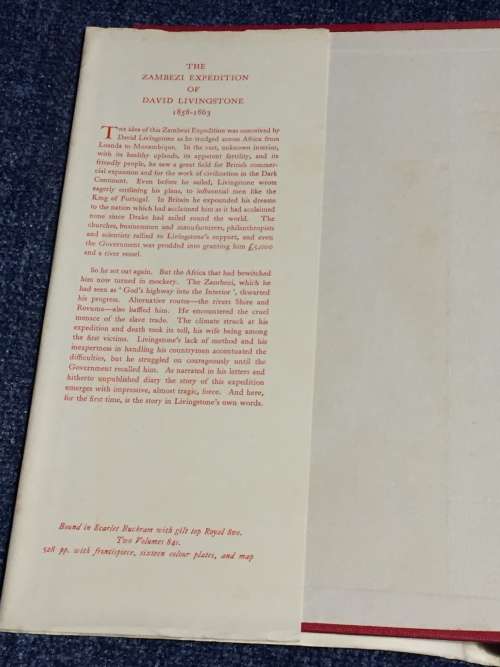 THE
ZAMBEZI EXPEDITION
OF
DAVID LIVINGSTONE
1858-1863
THE idea of this Zambezi Expedition was conceived by
David Livingstone as he trudged across Africa from
Loanda to Mozambique. In the vast, unknown interior,
with its healthy uplands, its apparent fertility, and its
friendly people, he saw a great field for British commer-
cial expansion and for the work of civilization in the Dark
Continent. Even before he sailed, Livingstone wrote
eagerly outlining his plans, to influential men like the
King of Portugal. In Britain he expounded his dreams
to the nation which had acclaimed him as it had acclaimed
none since Drake had sailed round the world. The
churches, businessmen and manufacturers, philanthropists
and scientists rallied to Livingstone's support, and even
the Government was prodded into granting him £5,000
and a river vessel.
So he set out again. But the Africa that had bewitched
him now turned in mockery. The Zambezi, which he
had seen as ' God's highway into the Interior ', thwarted
his progress. Alternative routes—the rivers Shire and
Rovuma—also baffled him. He encountered the cruel
menace of the slave trade. The climate struck at his
expedition and death took its toll, his wife being among
the first victims. Livingstone's lack of method and his
inexpertness in handling his countrymen accentuated the
difficulties, but he struggled on courageously until the
Government recalled him. As narrated in his letters and
hitherto unpublished diary the story of this expedition
emerges with impressive, almost tragic, force. And here,
for the first time, is the story in Livingstone's own words.
Bound in Scarlet Buckram with gilt top Royal 8vo.
Two Volumes 84s.
528 pp. with frontispiece, sixteen colour plates, and map